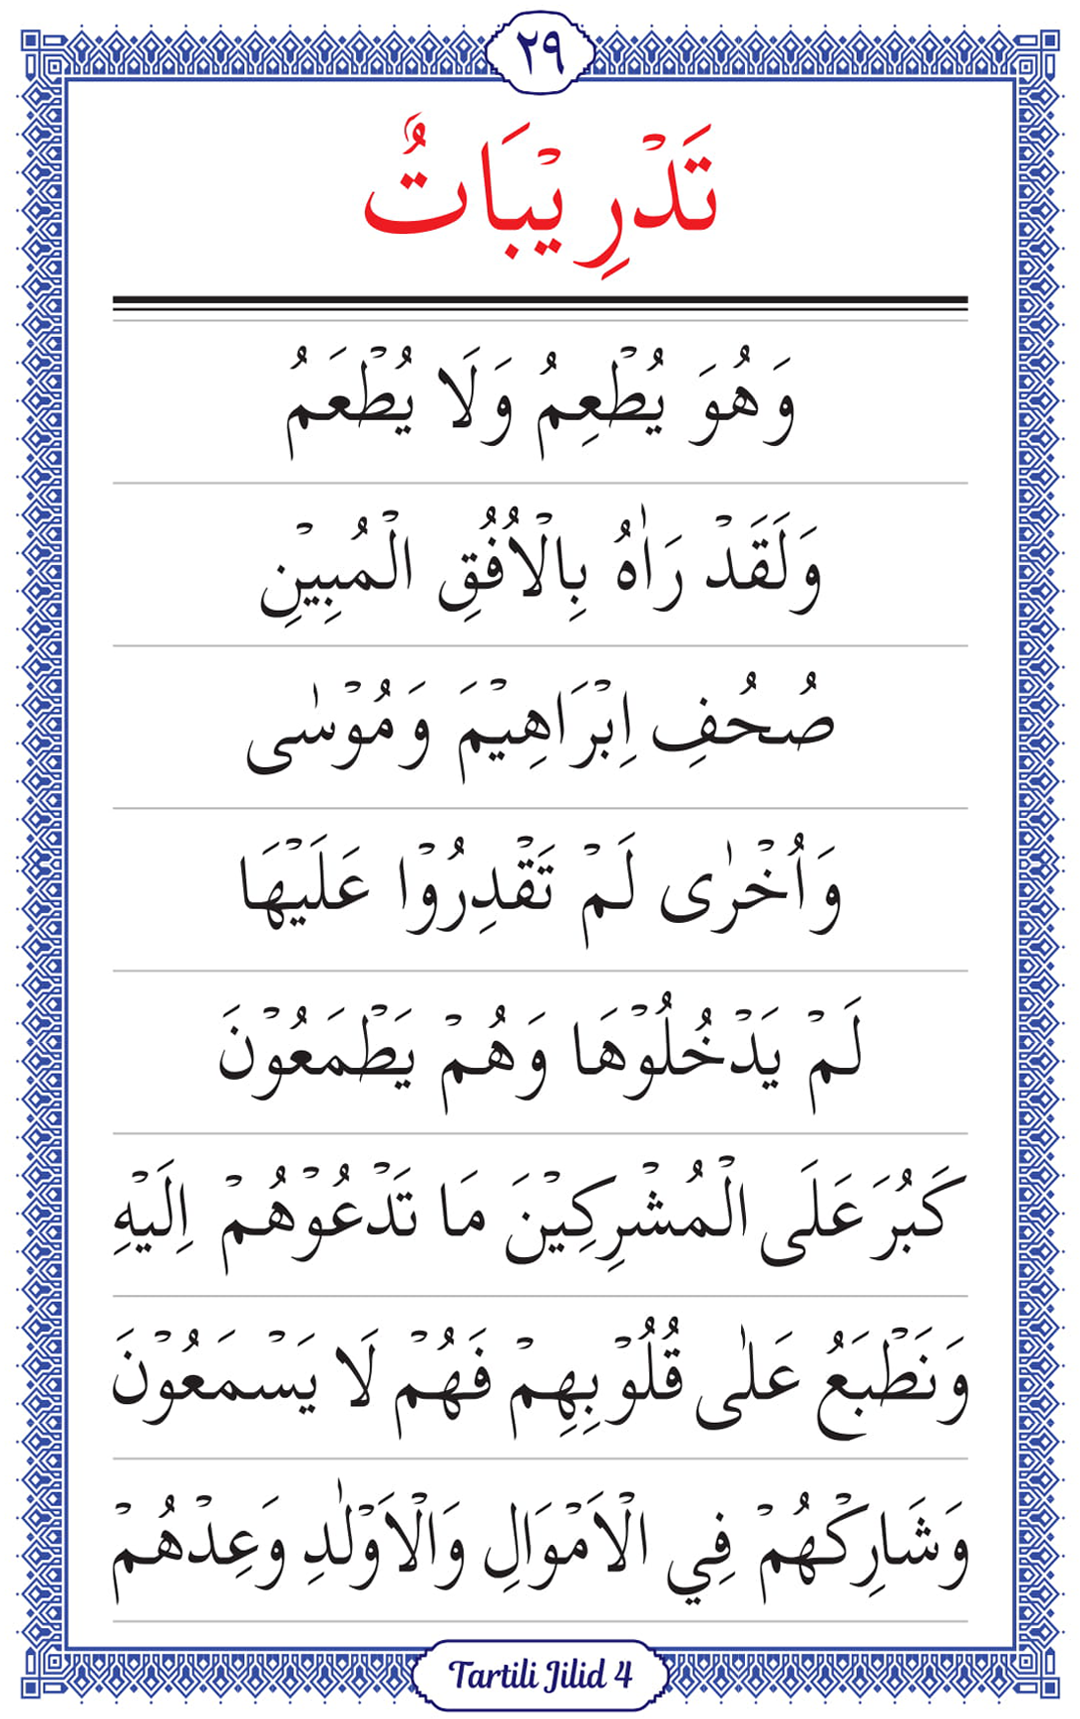 ٢٩
تَدْرِيْبَاتٌ
وَهُوَ يُطْعِمُ وَلَا يُطْعَمُ
وَلَقَدْ رَاٰهُ بِالْاُفُقِ الْمُبِيْنِ
صُحُفِ اِبْرَاهِيْمَ وَمُوْسٰى
وَاُخْرٰى لَمْ تَقْدِرُوْا عَلَيْهَا
لَمْ يَدْخُلُوْهَا وَهُمْ يَطْمَعُوْنَ
كَبُرَ عَلَى الْمُشْرِكِيْنَ مَا تَدْعُوْهُمْ اِلَيْهِ
وَنَطْبَعُ عَلٰى قُلُوْبِهِمْ فَهُمْ لَا يَسْمَعُوْنَ
وَشَارِكْهُمْ فِي الْاَمْوَالِ وَالْاَوْلٰدِ وَعِدْهُمْ
Tartili Jilid 4